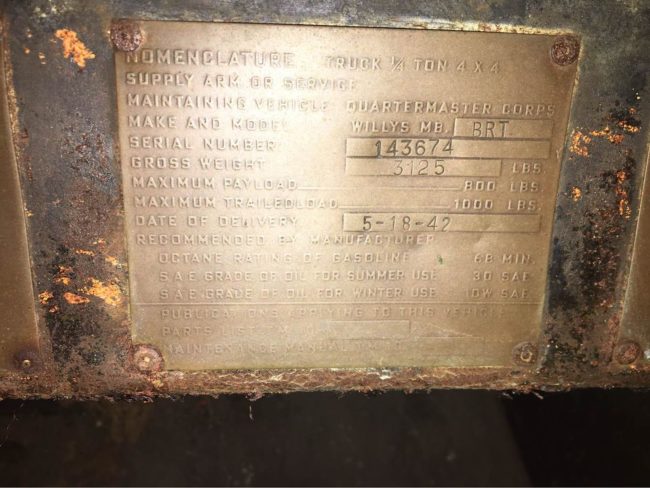 NOMENCLATURE TRUCK ¼ TON 4 X 4
SUPPLY ARM OR SERVICE
MAINTAINING VEHICLE QUARTERMASTER CORPS
MAKE AND MODEL WILLYS MB. BRT
SERIAL NUMBER 143674
GROSS WEIGHT 3125 LBS.
MAXIMUM PAYLOAD 800 LBS.
MAXIMUM TRAILED LOAD 1000 LBS.
DATE OF DELIVERY 5-18-42
RECOMMENDED BY MANUFACTURER
OCTANE RATING OF GASOLINE 68 MIN.
S A E GRADE OF OIL FOR SUMMER USE 30 SAE
S A E GRADE OF OIL FOR WINTER USE 10W SAE
PUBLICATIONS APPLYING TO THIS VEHICLE
PARTS LIST
MAINTENANCE MANUAL